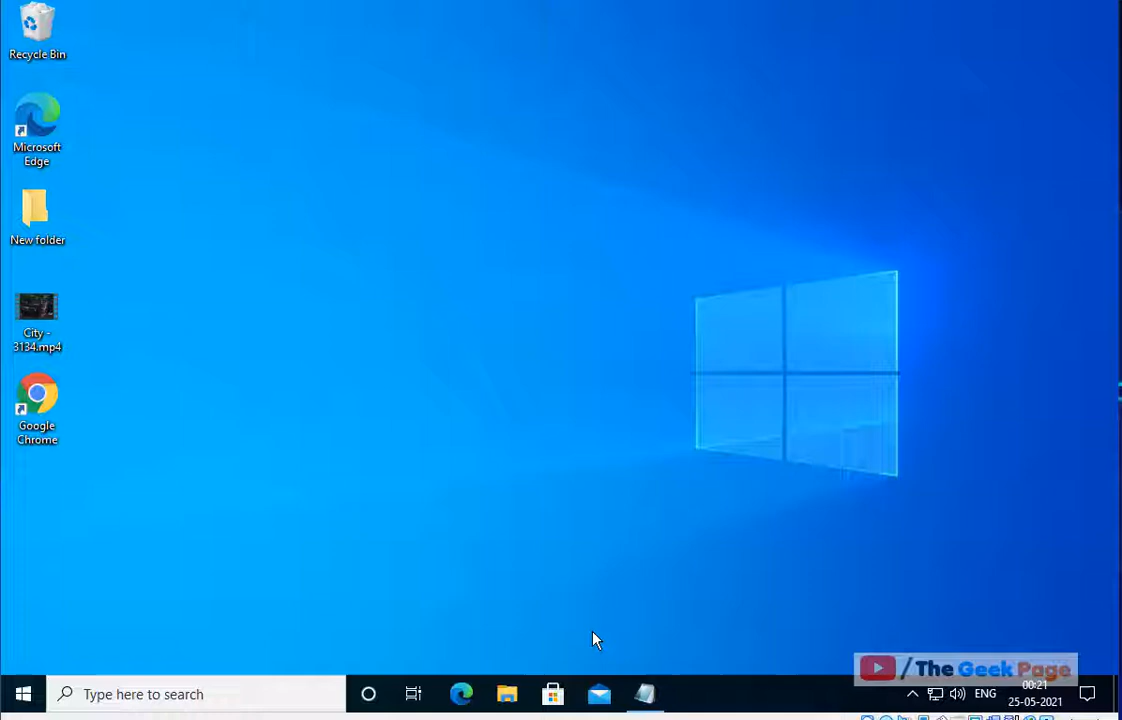 Recycle Bin
Microsoft
Edge
New folder
City -
3134.mp4
Google
Chrome
/The Geek Page
Type here to search
ENG
00:21
25-05-2021